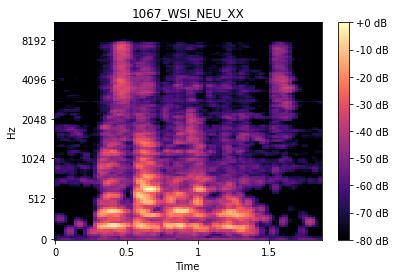 1067_WSI_NEU_XX
8192
4096
2048
1024
512
0
Hz
0
0.5
1
1.5
Time
+0 dB
-10 dB
-20 dB
-30 dB
-40 dB
-50 dB
-60 dB
-70 dB
-80 dB